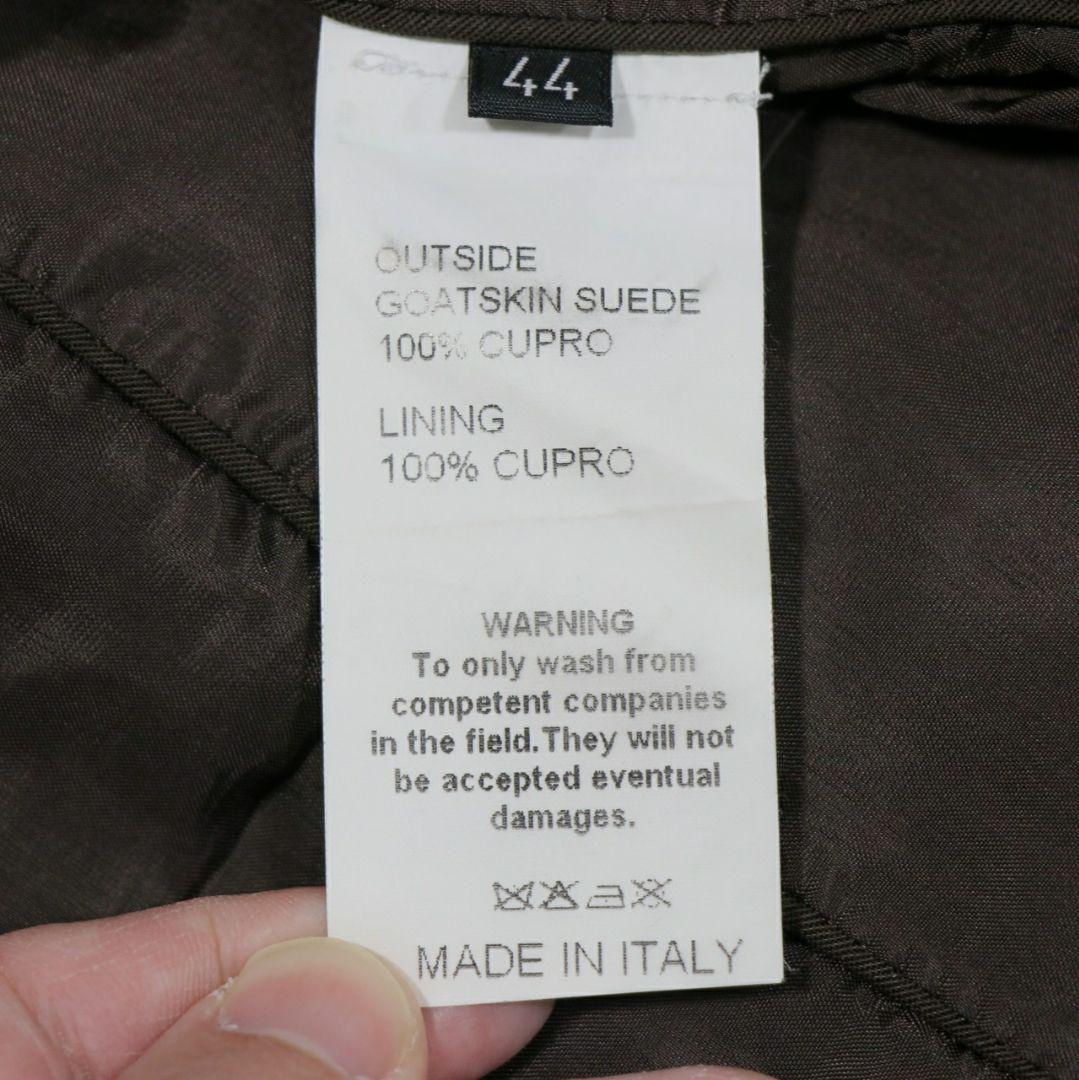 44
OUTSIDE
GOATSKIN SUEDE
100% CUPRO
LINING
100% CUPRO
WARNING
To only wash from
competent companies
in the field. They will not
be accepted eventual
damages.
MADE IN ITALY